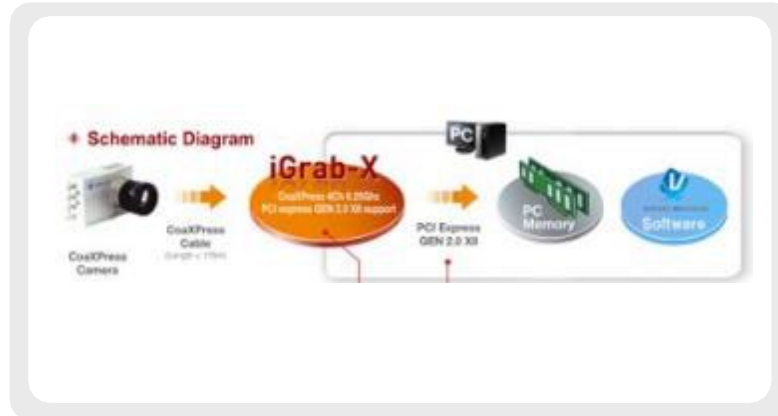 Schematic Diagram
iGrab-X
CoaXPress 4Ch 6.25Ghz
PCI express GEN 2.0 X8 support
PC
CoaXPress
Camera
CoaXPress
Cable
PCI Express
GEN 2.0 X8
PC
Memory
Software